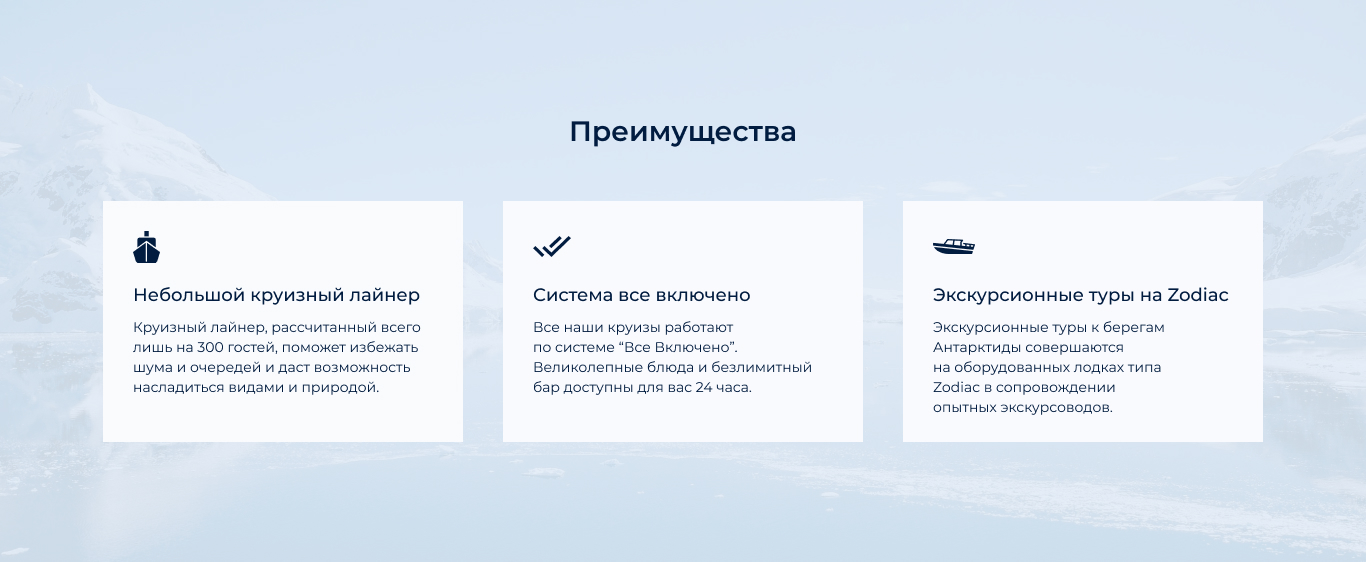 Преимущества
Небольшой круизный лайнер
Круизный лайнер, рассчитанный всего
лишь на 300 гостей, поможет избежать
шума и очередей и даст возможность
насладиться видами и природой.
Система все включено
Все наши круизы работают
по системе “Все Включено”.
Великолепные блюда и безлимитный
бар доступны для вас 24 часа.
Экскурсионные туры на Zodiac
Экскурсионные туры к берегам
Антарктиды совершаются
на оборудованных лодках типа
Zodiac в сопровождении
опытных экскурсоводов.